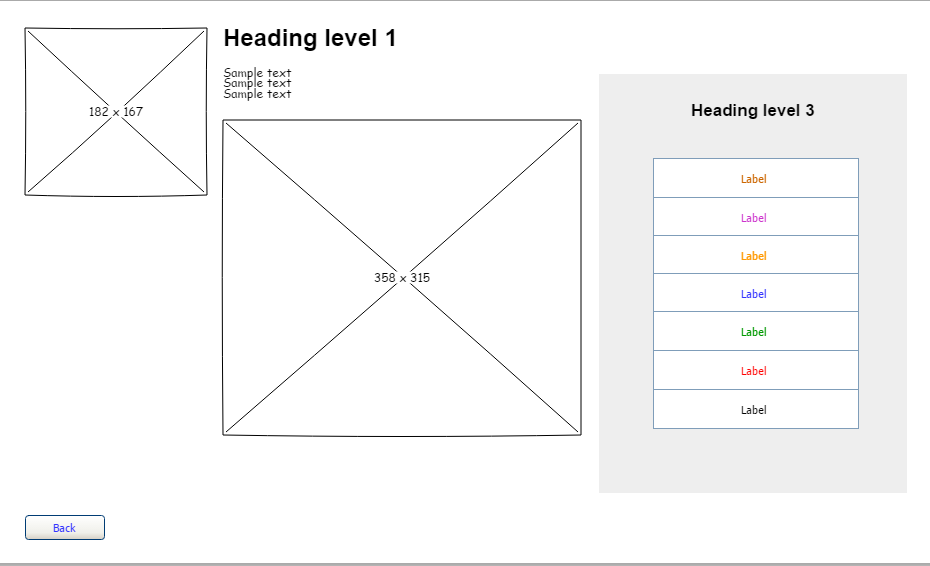 Heading level 1
Sample text
Sample text
Sample text
182 x 167
358 x 315
Heading level 3
Label
Label
Label
Label
Label
Label
Label
Back